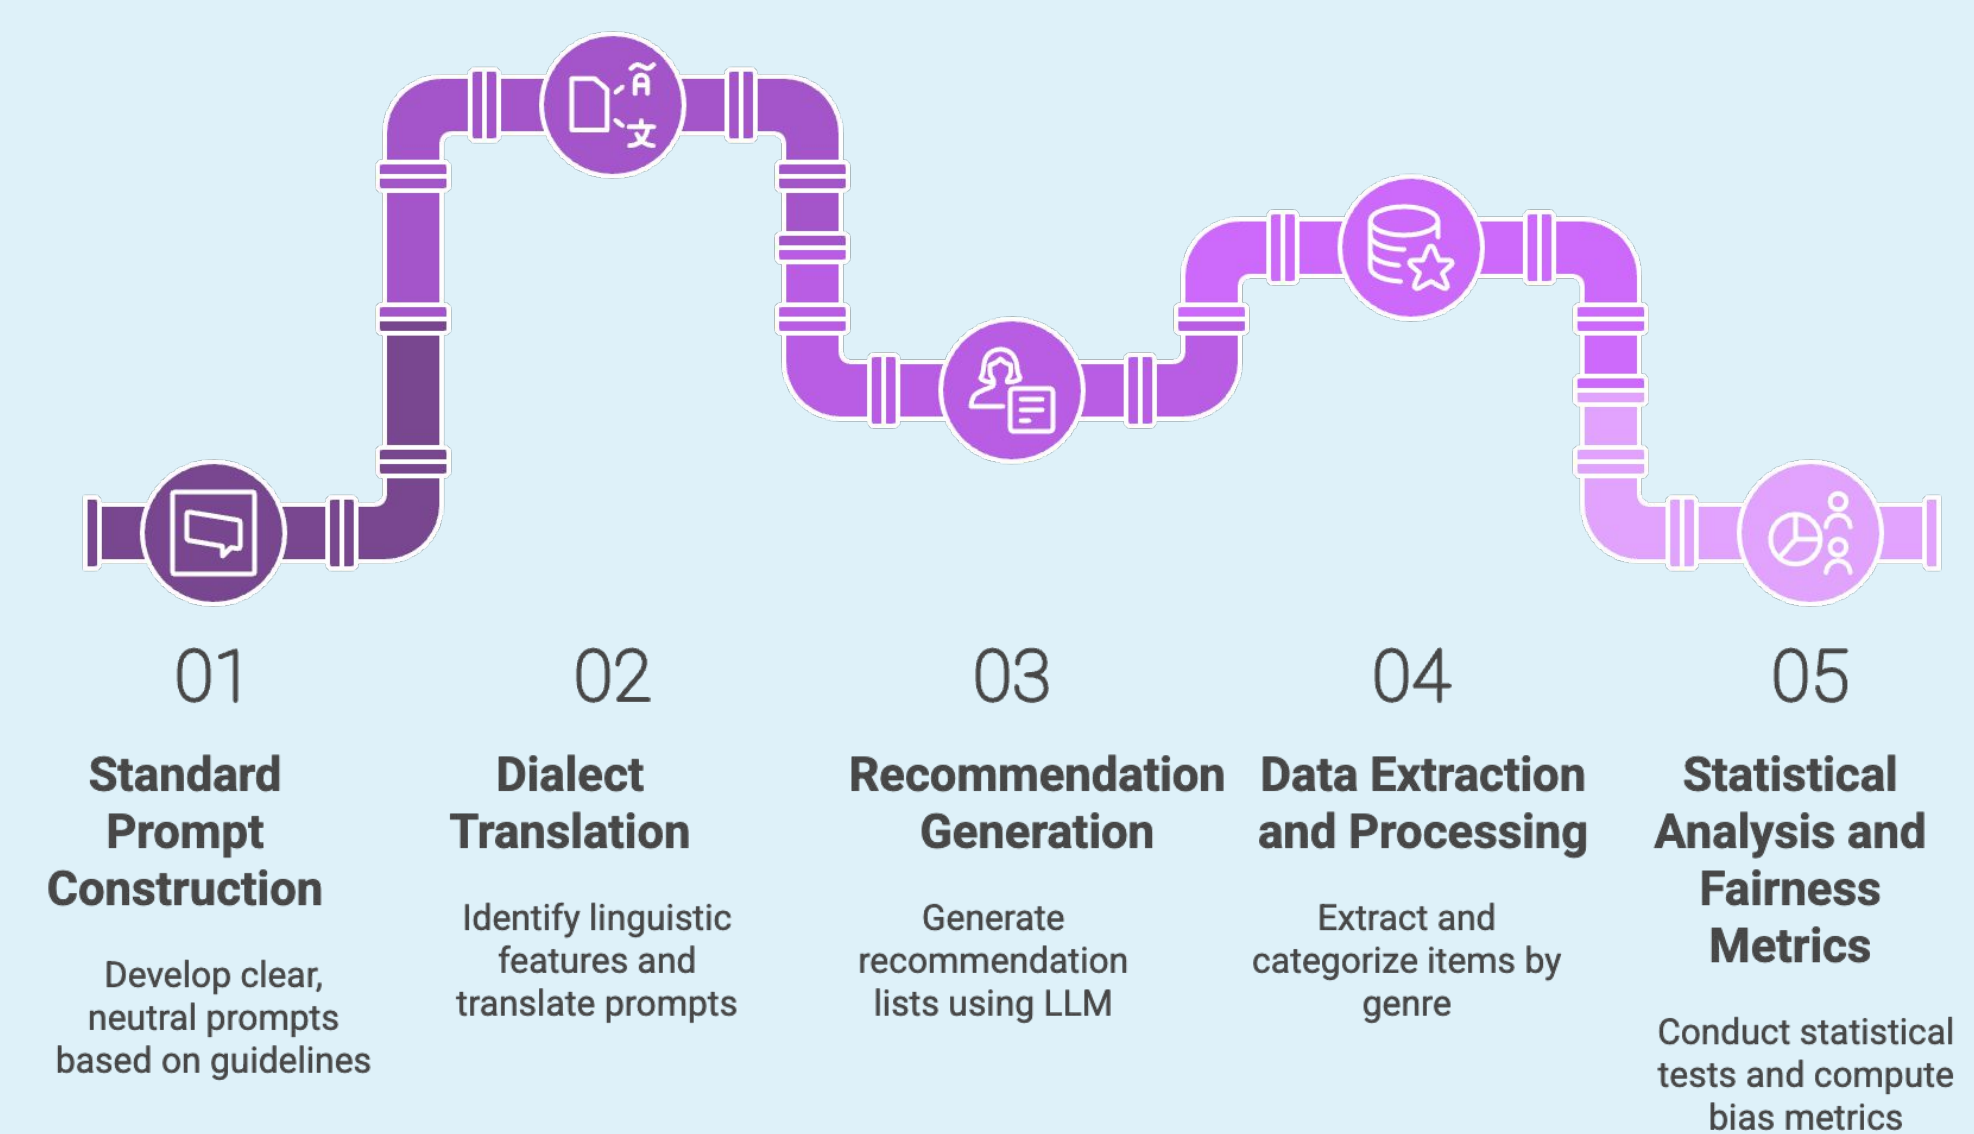 01
Standard
Prompt
Construction
Develop clear,
neutral prompts
based on guidelines
02
Dialect
Translation
Identify linguistic
features and
translate prompts
03
Recommendation
Generation
Generate
recommendation
lists using LLM
04
Data Extraction
and Processing
Extract and
categorize items by
genre
05
Statistical
Analysis and
Fairness
Metrics
Conduct statistical
tests and compute
bias metrics
Ã
文